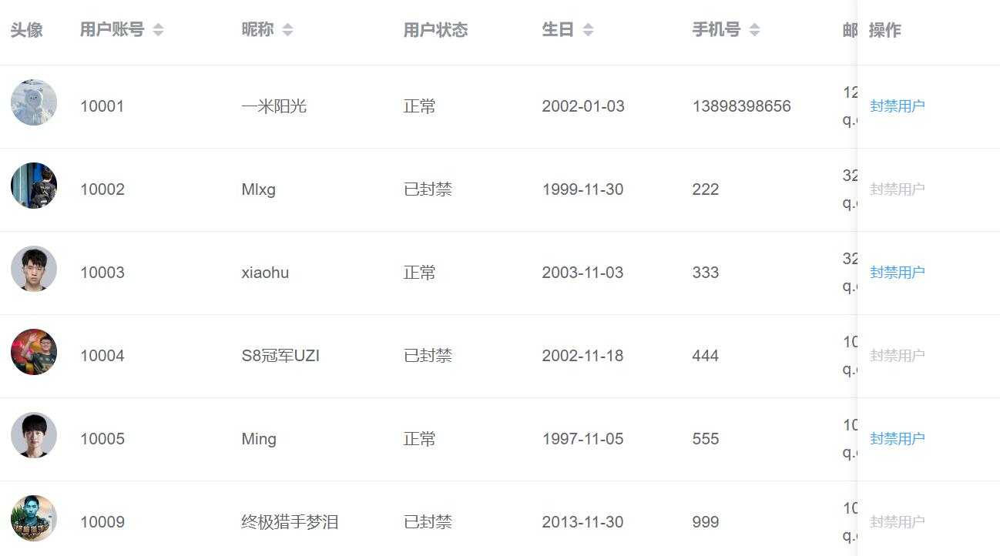 头像 用户账号 昵称 用户状态 生日 手机号 邮 操作
10001 一米阳光 正常 2002-01-03 13898398656 12 封禁用户
q.
10002 Mlxg 已封禁 1999-11-30 222 32 封禁用户
q.
10003 xiaohu 正常 2003-11-03 333 32 封禁用户
q.
10004 S8冠军UZI 已封禁 2002-11-18 444 10 封禁用户
q.
10005 Ming 正常 1997-11-05 555 10 封禁用户
q.
终极猎手
10009 终极猎手梦泪 已封禁 2013-11-30 999 10 封禁用户
q.